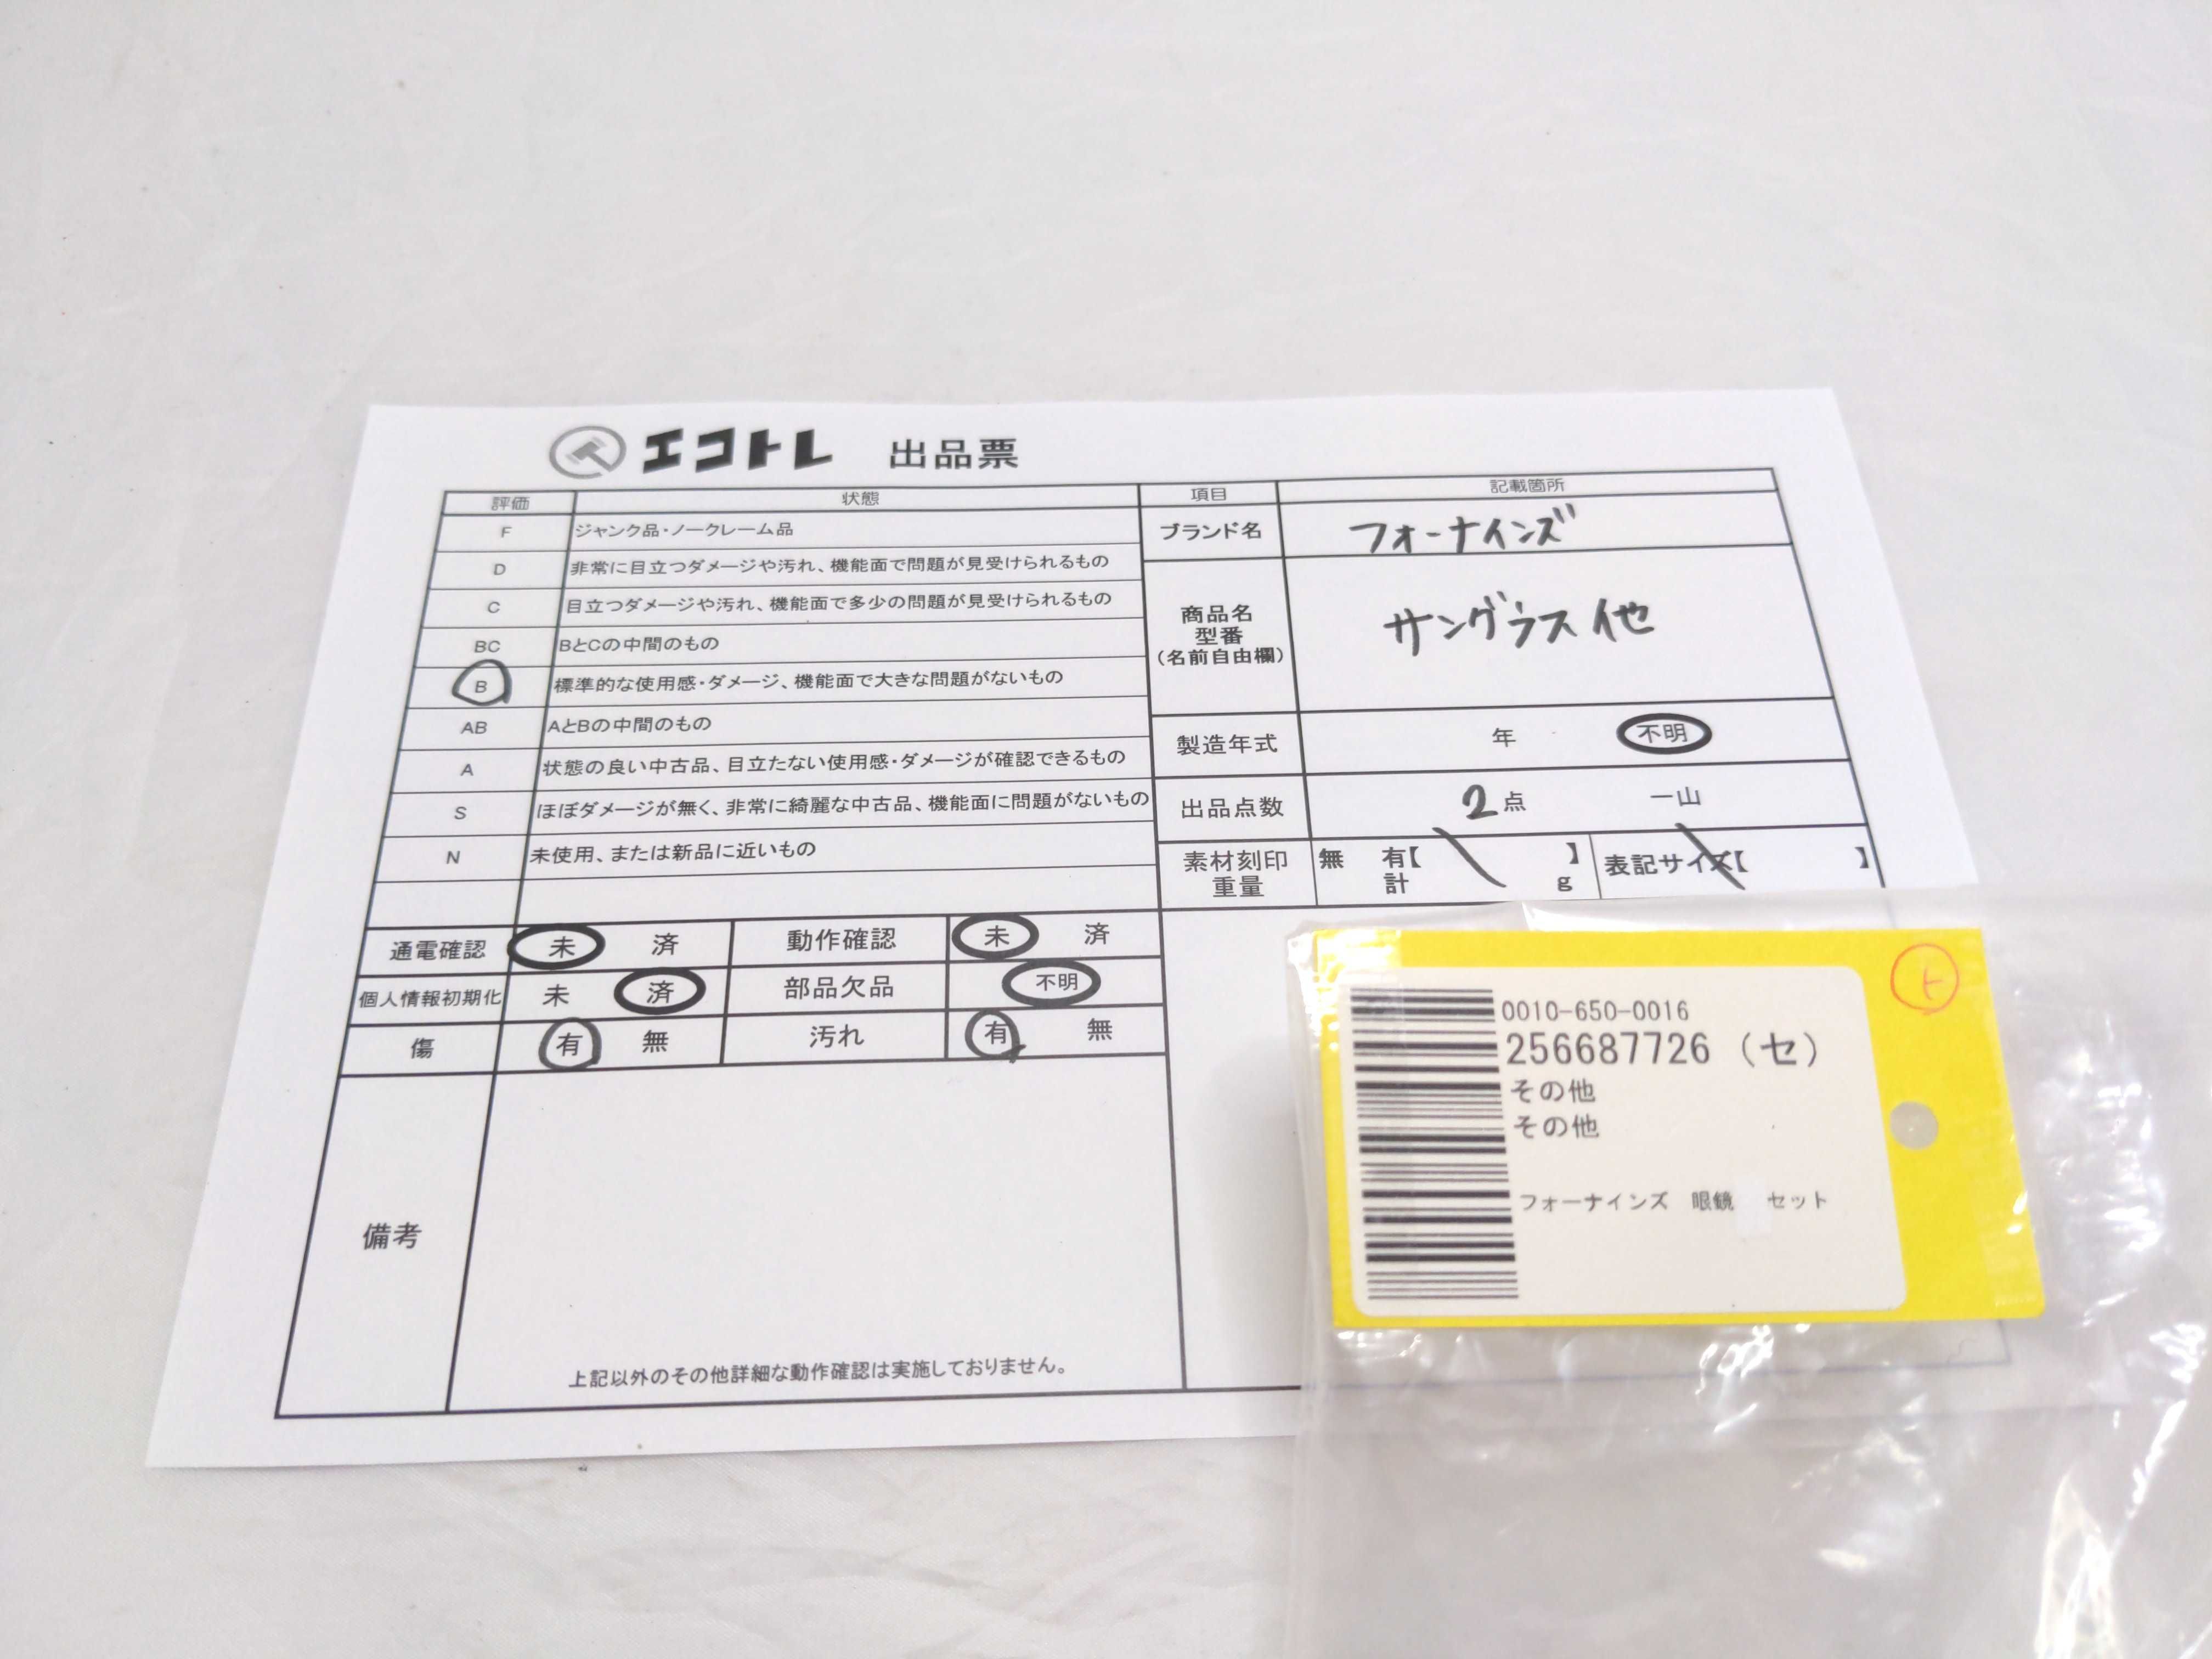 エコトレ 出品票
評価 状態
F ジャンク品・ノークレーム品
D 非常に目立つダメージや汚れ、機能面で問題が見受けられるもの
C 目立つダメージや汚れ、機能面で多少の問題が見受けられるもの
BC BとCの中間のもの
B 標準的な使用感・ダメージ、機能面で大きな問題がないもの
AB AとBの中間のもの
A 状態の良い中古品、目立たない使用感・ダメージが確認できるもの
S ほぼダメージが無く、非常に綺麗な中古品、機能面に問題がないもの
N 未使用、または新品に近いもの
項目 記載箇所
ブランド名 フォーナインズ
商品名
型番
(名前自由欄)
サングラス他
製造年式 年 不明
出品点数 2点 一山
素材刻印 無 有【 】 表記サイズ【 】
重量 計 g
通電確認 未 済 動作確認 未 済
個人情報初期化 未 済 部品欠品 不明
傷 有 無 汚れ 有 無
備考
上記以外のその他詳細な動作確認は実施しておりません。
ト
0010-650-0016
256687726 (セ)
その他
その他
フォーナインズ 眼鏡 セット